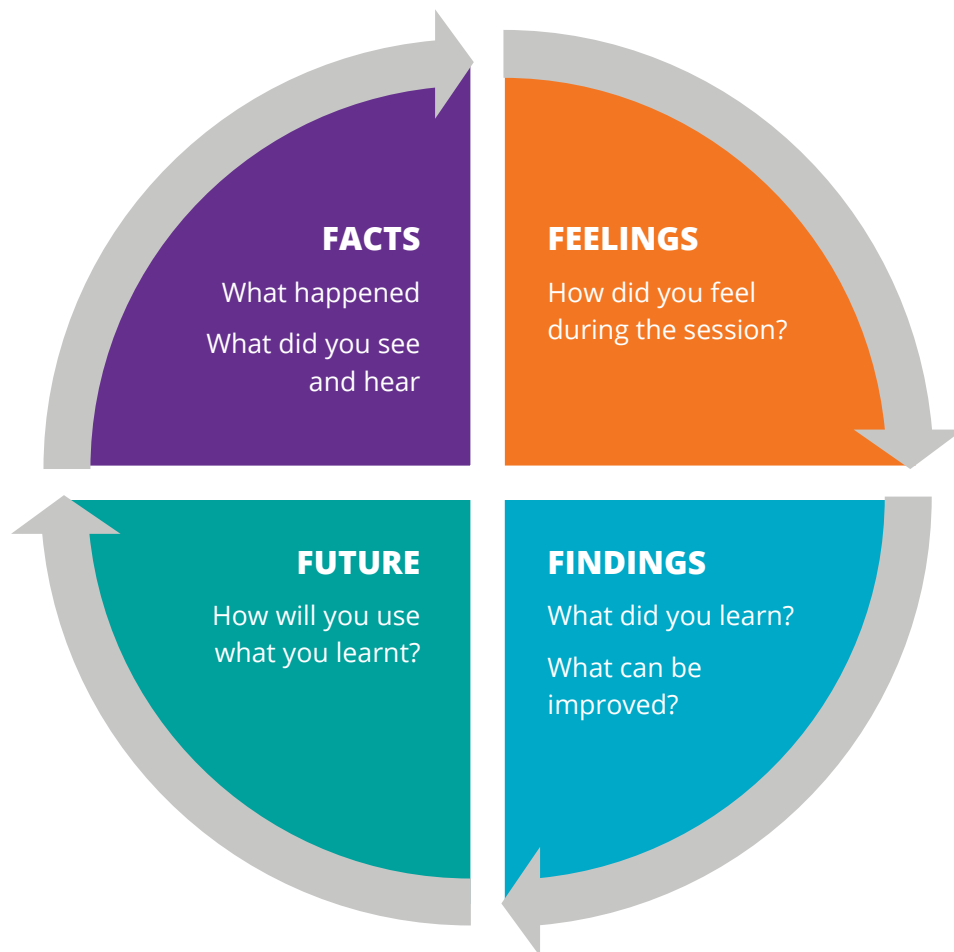 FACTS
What happened
What did you see
and hear
FEELINGS
How did you feel
during the session?
FINDINGS
What did you learn?
What can be
improved?
FUTURE
How will you use
what you learnt?